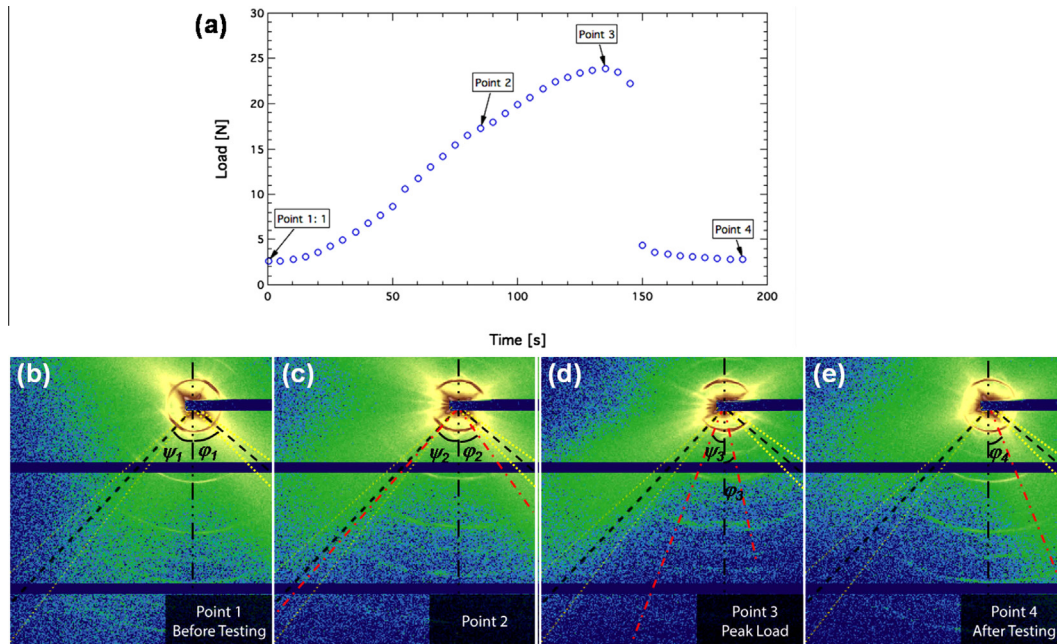 (a)
30
25
20
15
10
5
0
Load [N]
Point 1: 1
Point 2
Point 3
Point 4
0 50 100 150 200
Time [s]
(b) (c) (d) (e)
ψ1 φ1 ψ2 φ2 ψ3 φ3 φ4
Point 1
Before Testing
Point 2
Point 3
Peak Load
Point 4
After Testing